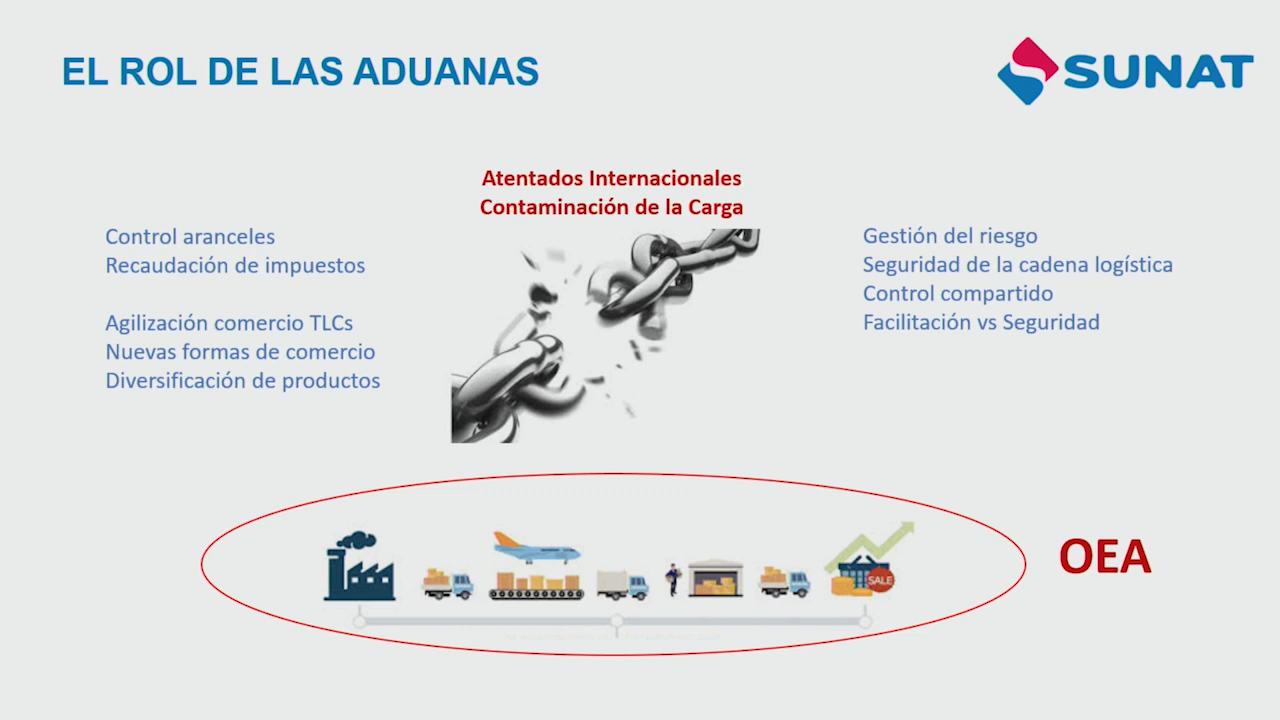 EL ROL DE LAS ADUANAS
SUNAT
Atentados Internacionales
Contaminación de la Carga
Control aranceles
Recaudación de impuestos
Agilización comercio TLCs
Nuevas formas de comercio
Diversificación de productos
Gestión del riesgo
Seguridad de la cadena logística
Control compartido
Facilitación vs Seguridad
SALE
OEA